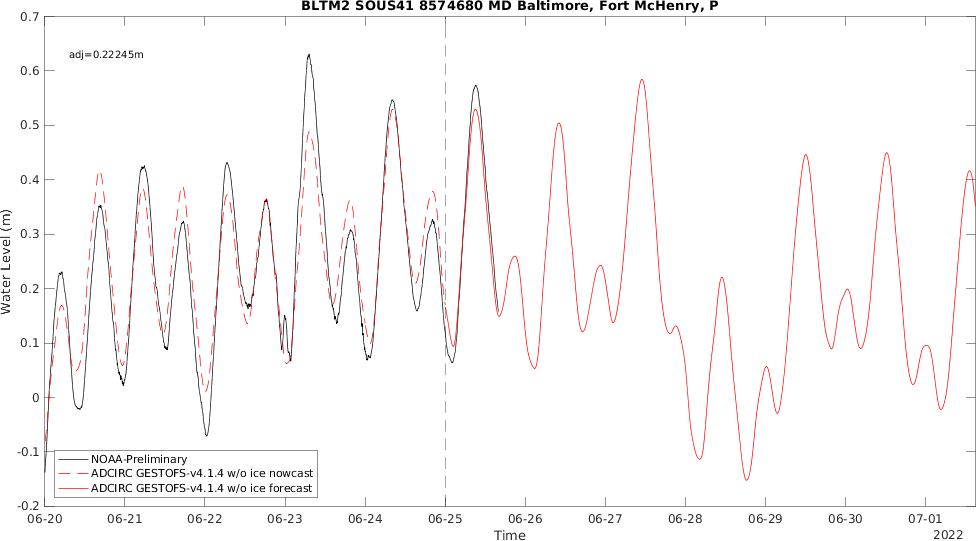 BLTM2 SOUS41 8574680 MD Baltimore, Fort McHenry, P
adj=0.22245m
Water Level (m)
0.7
0.6
0.5
0.4
0.3
0.2
0.1
0
-0.1
-0.2
NOAA-Preliminary
ADCIRC GESTOFS-v4.1.4 w/o ice nowcast
ADCIRC GESTOFS-v4.1.4 w/o ice forecast
06-20 06-21 06-22 06-23 06-24 06-25 06-26 06-27 06-28 06-29 06-30 07-01
Time
2022